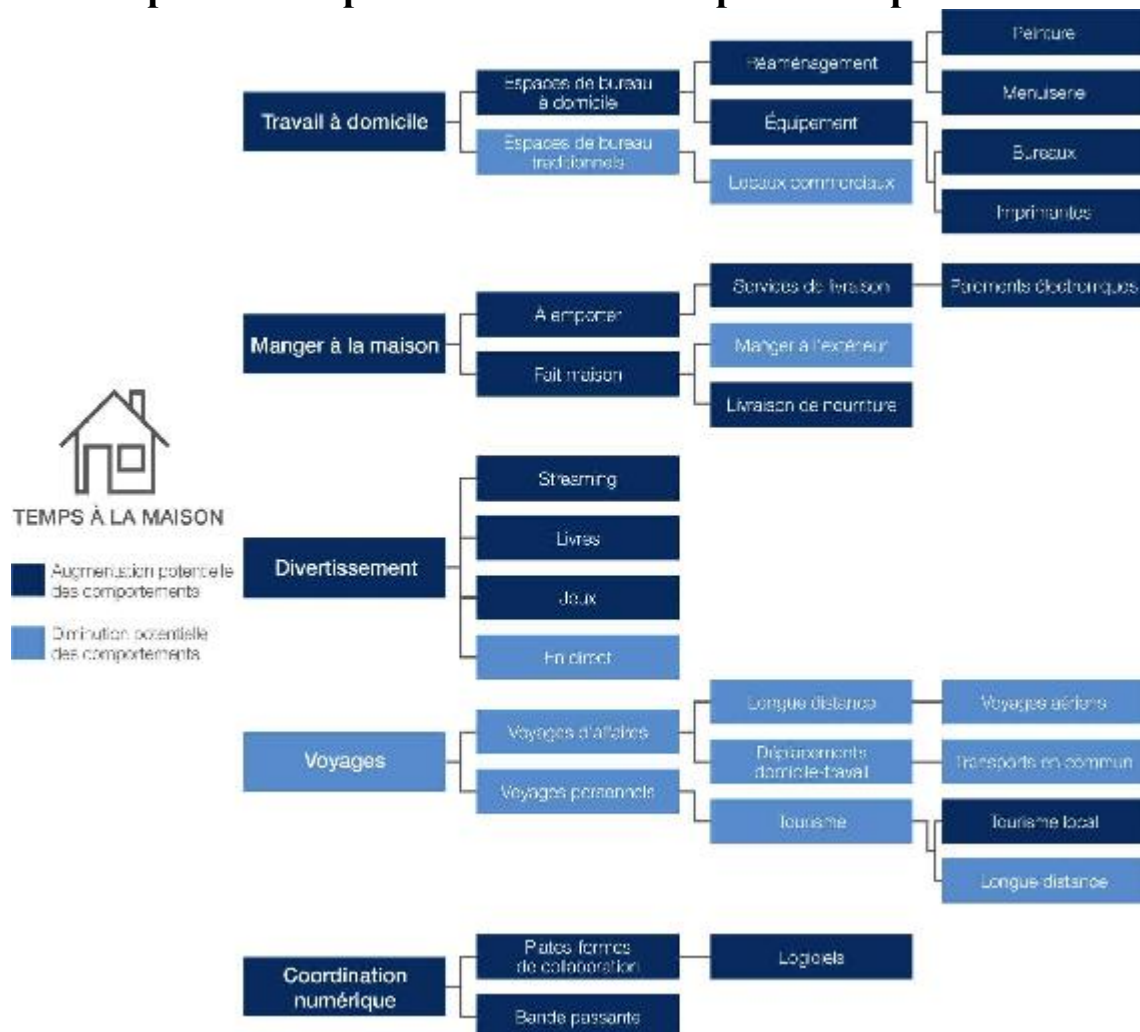 Travail à domicile
Espaces de bureau
à domicile
Réaménagement
Peinture
Menuiserie
Équipement
Bureaux
Imprimantes
Espaces de bureau
traditionnels
Locaux commerciaux
Manger à la maison
À emporter
Services de livraison
Paiements électroniques
Fait maison
Manger à l'extérieur
Livraison de nourriture
TEMPS À LA MAISON
Augmentation potentielle
des comportements
Diminution potentielle
des comportements
Divertissement
Streaming
Livres
Jeux
En direct
Voyages
Voyages d'affaires
Longue distance
Voyages aériens
Déplacements
domicile-travail
Transports en commun
Voyages personnels
Tourisme
Tourisme local
Longue distance
Coordination
numérique
Plates-formes
de collaboration
Logiciels
Bande passante